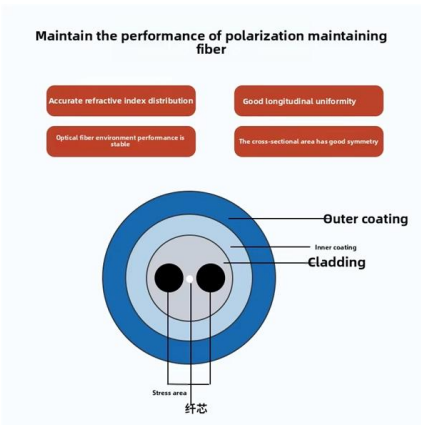 Maintain the performance of polarization maintaining
fiber
Accurate refractive index distribution
Good longitudinal uniformity
Optical fiber environment performance is
stable
The cross-sectional area has good symmetry
Outer coating
Inner coating
Cladding
Stress area
纤芯